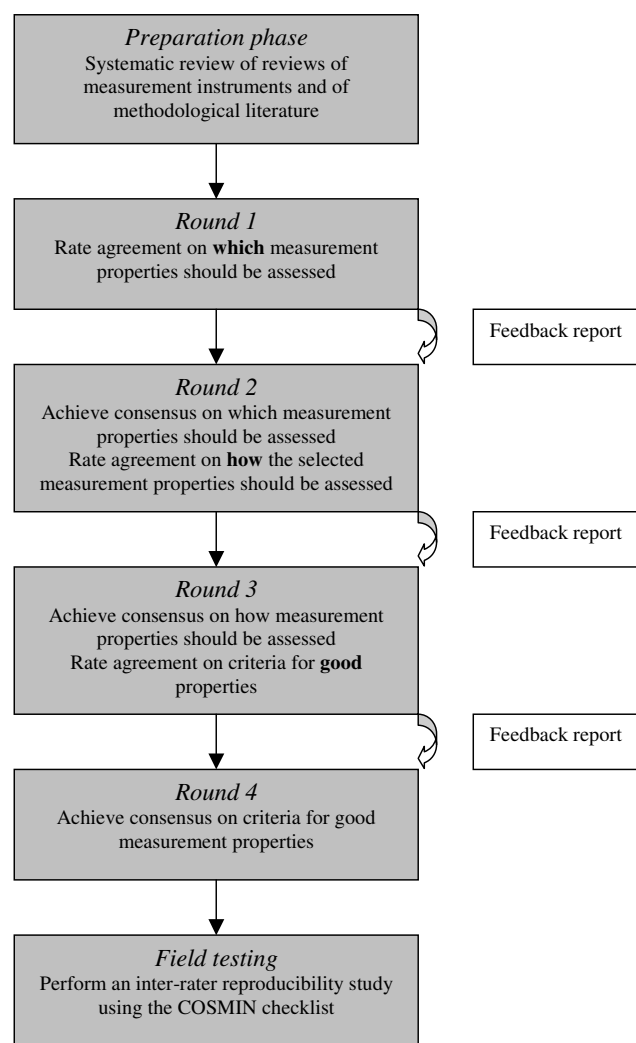 Preparation phase
Systematic review of reviews of
measurement instruments and of
methodological literature
Round 1
Rate agreement on which measurement
properties should be assessed
Feedback report
Round 2
Achieve consensus on which measurement
properties should be assessed
Rate agreement on how the selected
measurement properties should be assessed
Feedback report
Round 3
Achieve consensus on how measurement
properties should be assessed
Rate agreement on criteria for good
properties
Feedback report
Round 4
Achieve consensus on criteria for good
measurement properties
Field testing
Perform an inter-rater reproducibility study
using the COSMIN checklist